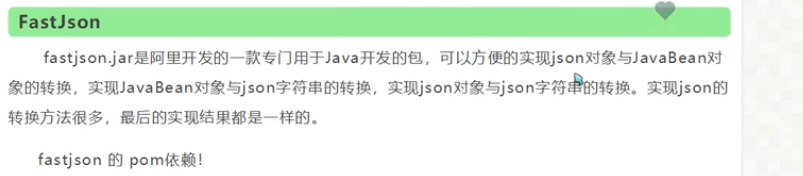 FastJson
fastjson.jar是阿里开发的一款专门用于Java开发的包，可以方便的实现json对象与JavaBean对
象的转换，实现JavaBean对象与json字符串的转换，实现json对象与json字符串的转换。实现json的
转换方法很多，最后的实现结果都是一样的。
fastjson 的 pom依赖！